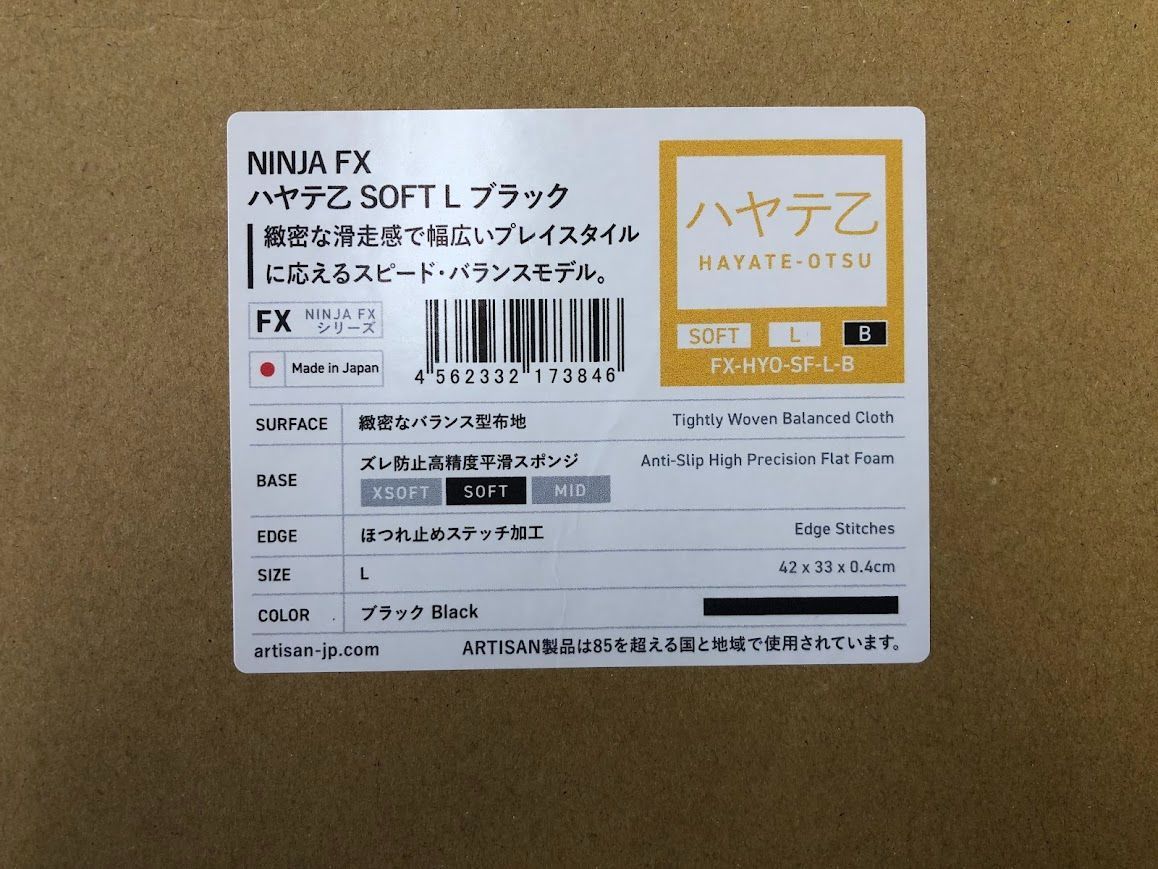 NINJA FX
ハヤテ乙 SOFT L ブラック
緻密な滑走感で幅広いプレイスタイル
に応えるスピード・バランスモデル。
FX NINJA FX
シリーズ
Made in Japan
4 562332 173846
ハヤテ乙
HAYATE-OTSU
SOFT L B
FX-HYO-SF-L-B
SURFACE 緻密なバランス型布地 Tightly Woven Balanced Cloth
BASE ズレ防止高精度平滑スポンジ Anti-Slip High Precision Flat Foam
XSOFT SOFT MID
EDGE ほつれ止めステッチ加工 Edge Stitches
SIZE L 42 x 33 x 0.4cm
COLOR ブラック Black
artisan-jp.com ARTISAN製品は85を超える国と地域で使用されています。